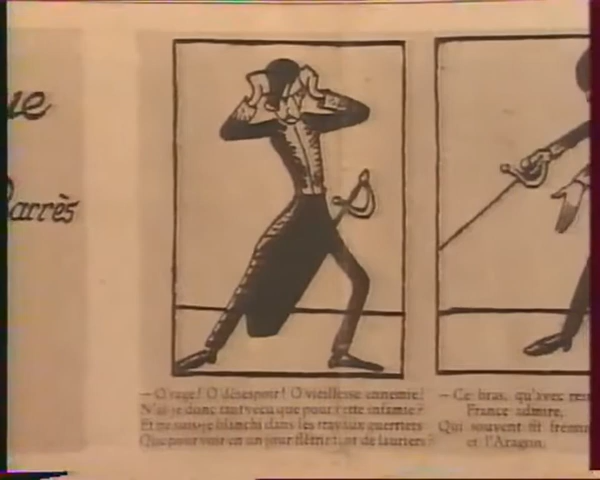 ue
Barrès
— O rage! O désespoir! O vieillesse ennemie!
N'ai-je donc tant vécu que pour cette infamie?
Et ne suis-je blanchi dans les travaux guerriers
Que pour voir en un jour flétrir tant de lauriers?
— Ce bras, qu'avec res
France admire,
Qui souvent fit
et l'Aragon,